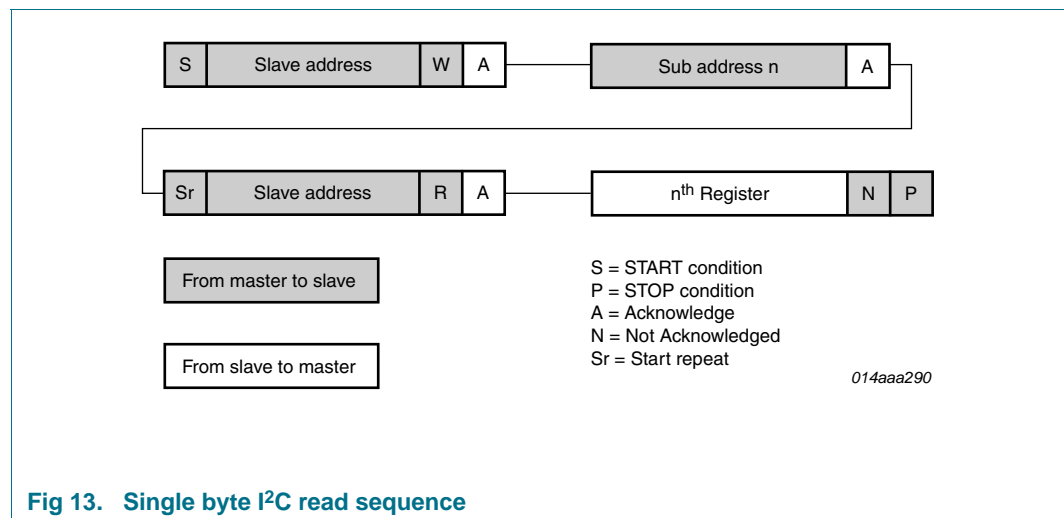 S Slave address W A Sub address n A
Sr Slave address R A nth Register N P
From master to slave
From slave to master
S = START condition
P = STOP condition
A = Acknowledge
N = Not Acknowledged
Sr = Start repeat
014aaa290
Fig 13. Single byte I2C read sequence